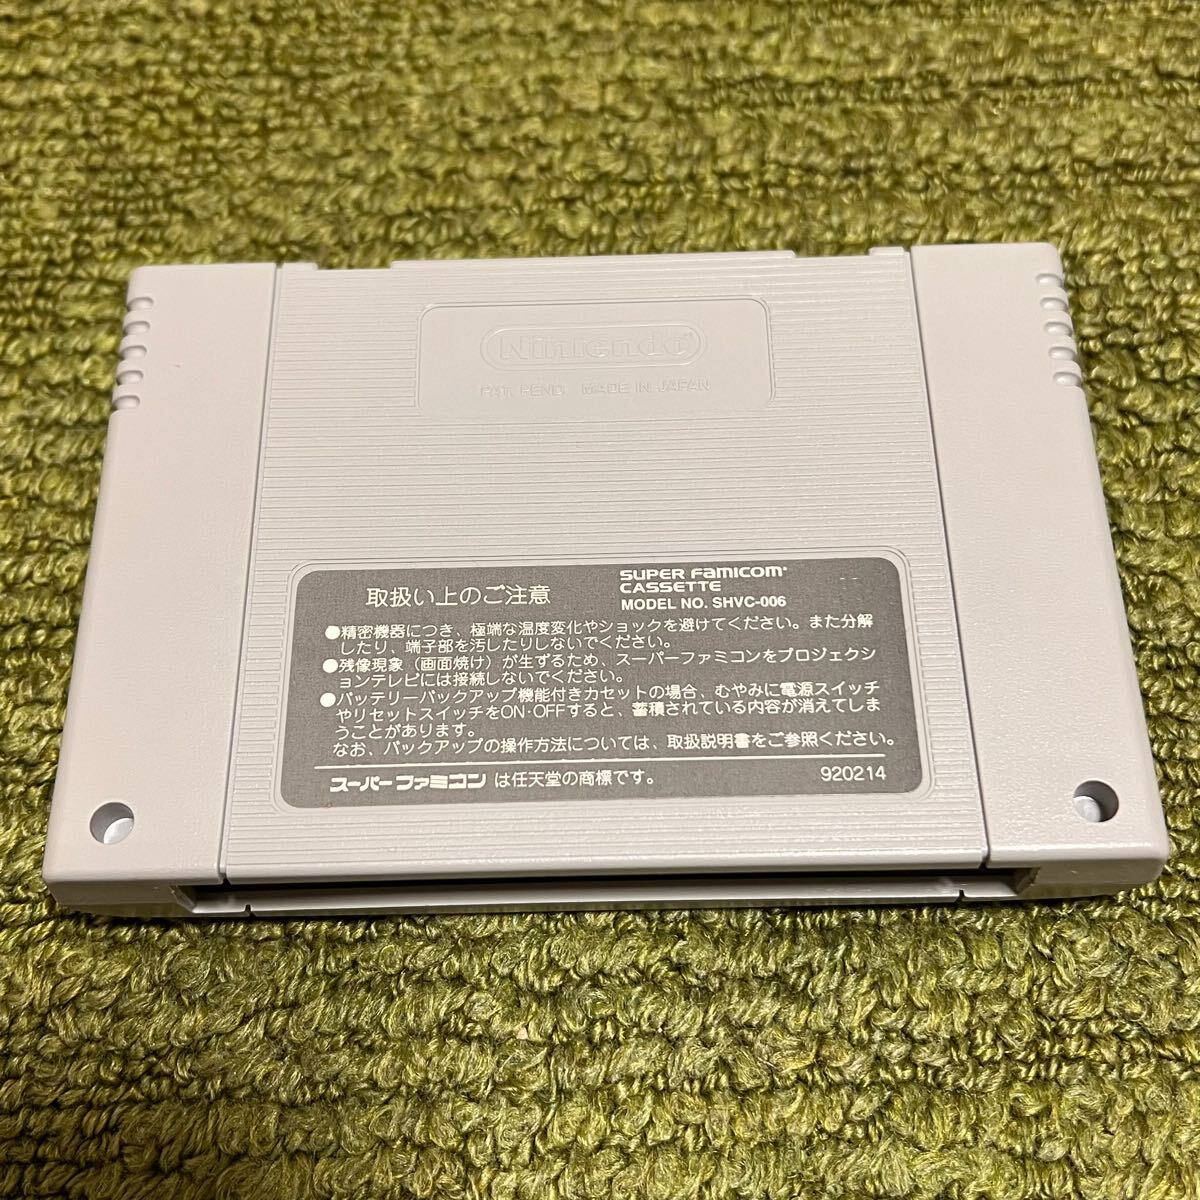 Nintendo
PAT. PEND. MADE IN JAPAN
取扱い上のご注意
SUPER FAMICOM
CASSETTE
MODEL NO. SHVC-006
●精密機器につき、極端な温度変化やショックを避けてください。また分解
したり、端子部を汚したりしないでください。
●残像現象（画面焼け）が生ずるため、スーパーファミコンをプロジェクシ
ョンテレビには接続しないでください。
●バッテリーバックアップ機能付きカセットの場合、むやみに電源スイッチ
やリセットスイッチをON・OFFすると、蓄積されている内容が消えてしま
うことがあります。
なお、バックアップの操作方法については、取扱説明書をご参照ください。
スーパーファミコン は任天堂の商標です。
920214